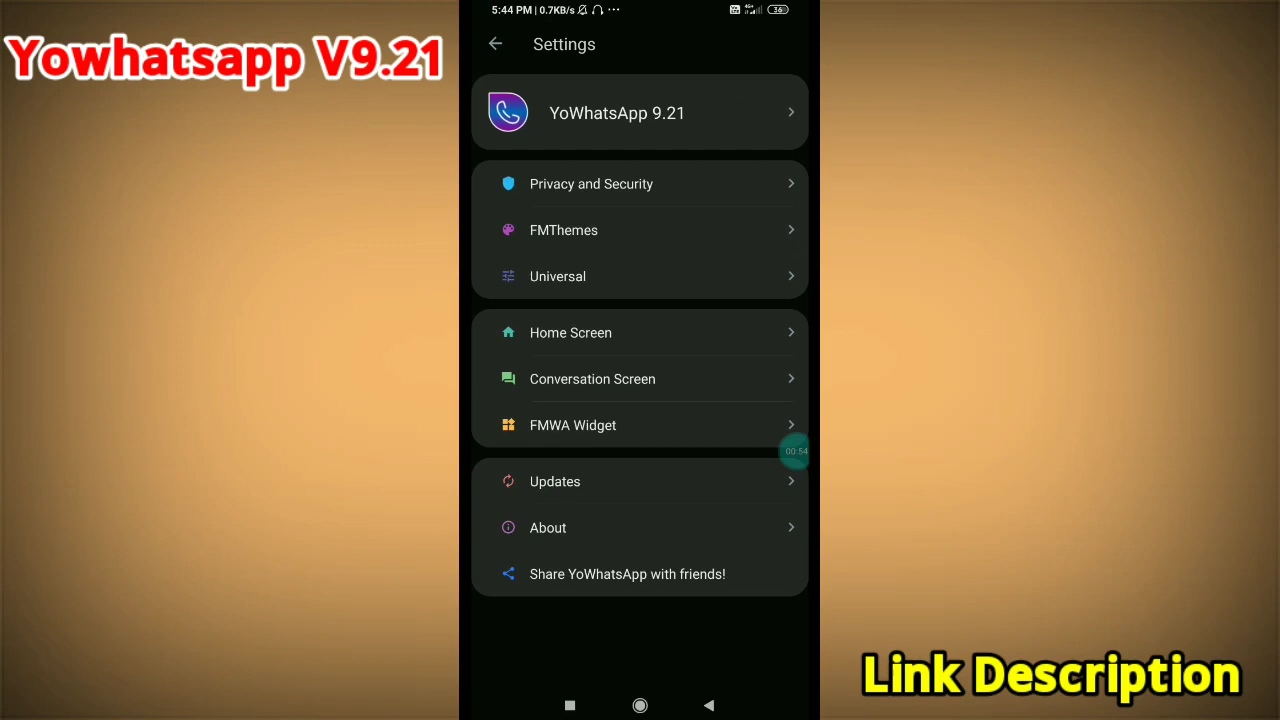 Yowhatsapp V9.21
5:44 PM | 0.7KB/s
36
Settings
YoWhatsApp 9.21
Privacy and Security
FMThemes
Universal
Home Screen
Conversation Screen
FMWA Widget
00:54
Updates
About
Share YoWhatsApp with friends!
Link Description